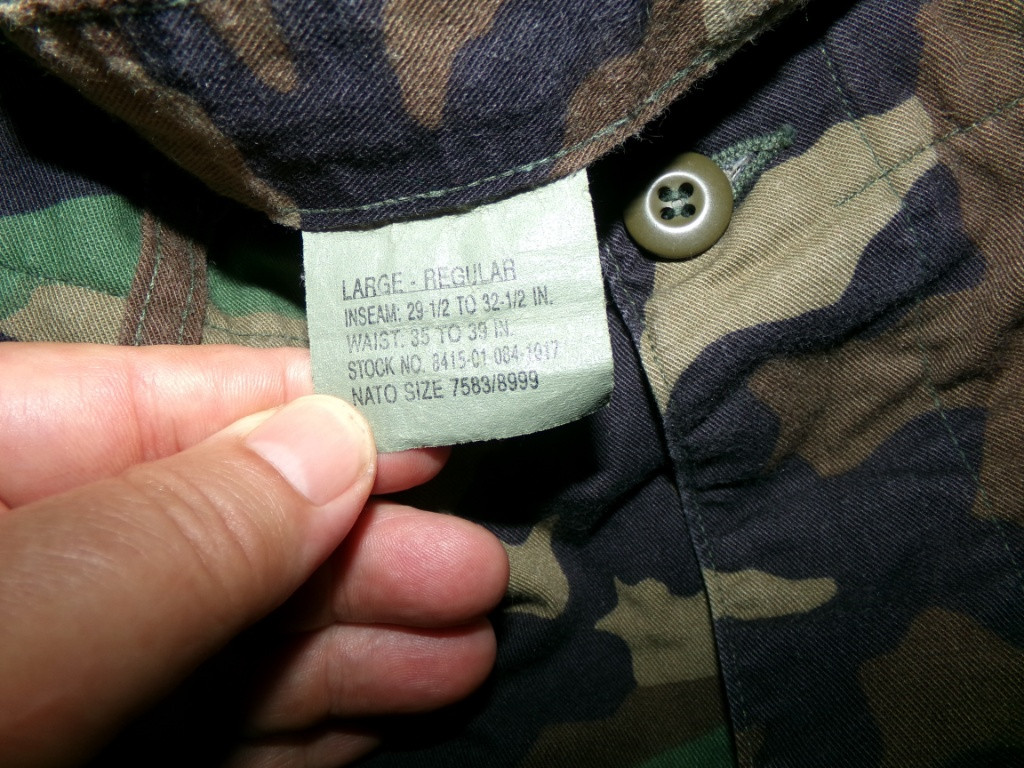 LARGE - REGULAR
INSEAM: 29-1/2 TO 32-1/2 IN.
WAIST: 35 TO 39 IN.
STOCK NO. 8415-01-084-1017
NATO SIZE 7583/8999